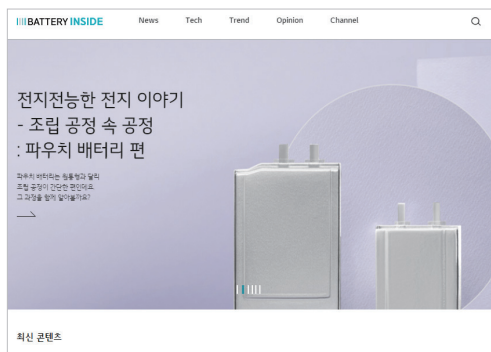 BATTERY INSIDE
News Tech Trend Opinion Channel
전지전능한 전지 이야기
- 조립 공정 속 공정
: 파우치 배터리 편
파우치 배터리는 원통형과 달리
조립 공정이 간단한 편인데요.
그 과정을 함께 알아볼까요?
최신 콘텐츠